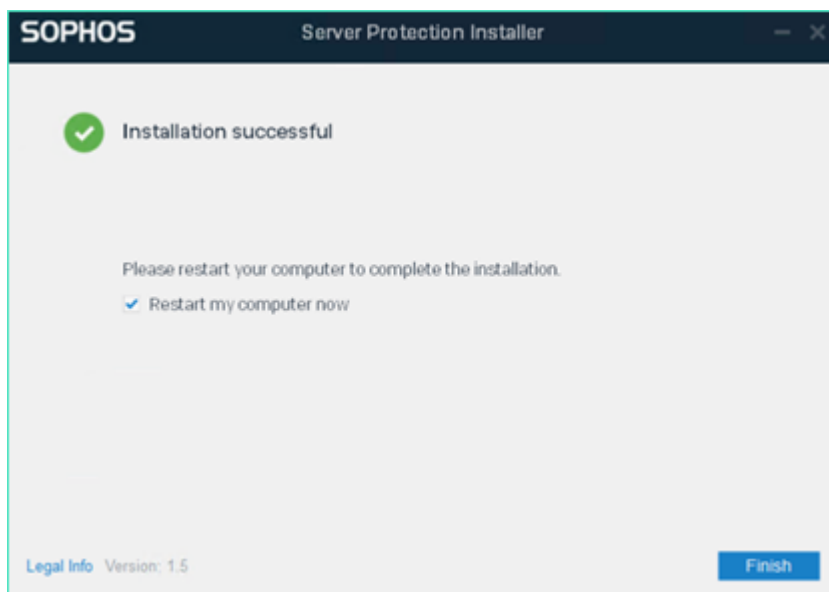 SOPHOS Server Protection Installer
Installation successful
Please restart your computer to complete the installation.
Restart my computer now
Legal Info Version: 1.5 Finish